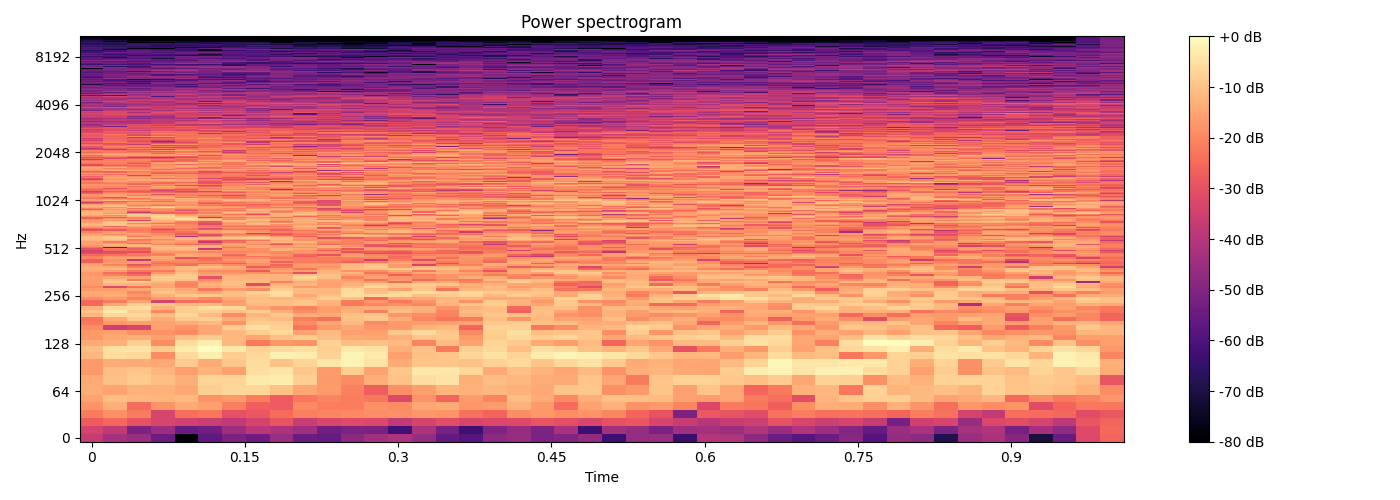 Power spectrogram
Hz
8192
4096
2048
1024
512
256
128
64
0
0 0.15 0.3 0.45 0.6 0.75 0.9
Time
+0 dB
-10 dB
-20 dB
-30 dB
-40 dB
-50 dB
-60 dB
-70 dB
-80 dB